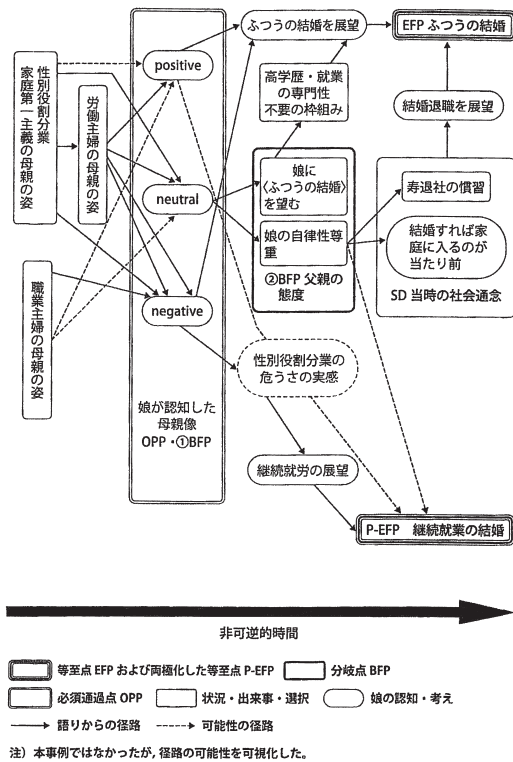 性別役割分業
家庭第一主義の母親の姿
労働主婦の母親の姿
職業主婦の母親の姿
positive
neutral
negative
娘が認知した
母親像
OPP・①BFP
ふつうの結婚を展望
高学歴・就業
の専門性
不要の枠組み
娘に
〈ふつうの結婚〉
を望む
娘の自律性尊
重
②BFP 父親の
態度
性別役割分業の
危うさの実感
継続就労の展望
EFP ふつうの結婚
結婚退職を展望
寿退社の慣習
結婚すれば家
庭に入るのが
当たり前
SD 当時の社会通念
P-EFP 継続就業の結婚
非可逆的時間
等至点 EFP および両極化した等至点 P-EFP
分岐点 BFP
必須通過点 OPP
状況・出来事・選択
娘の認知・考え
語りからの径路
可能性の径路
注）本事例ではなかったが, 径路の可能性を可視化した。